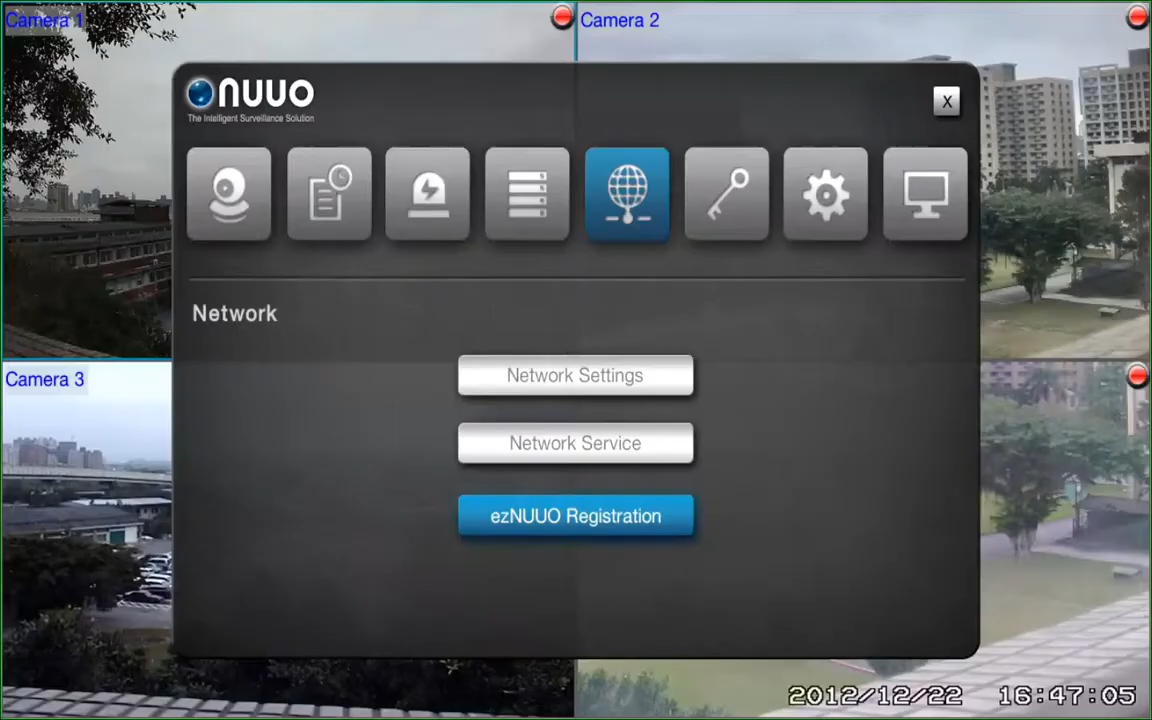 Camera 1
Camera 2
nuuo
The Intelligent Surveillance Solution
X
Network
Network Settings
Network Service
ezNUUO Registration
Camera 3
2012/12/22 16:47:05